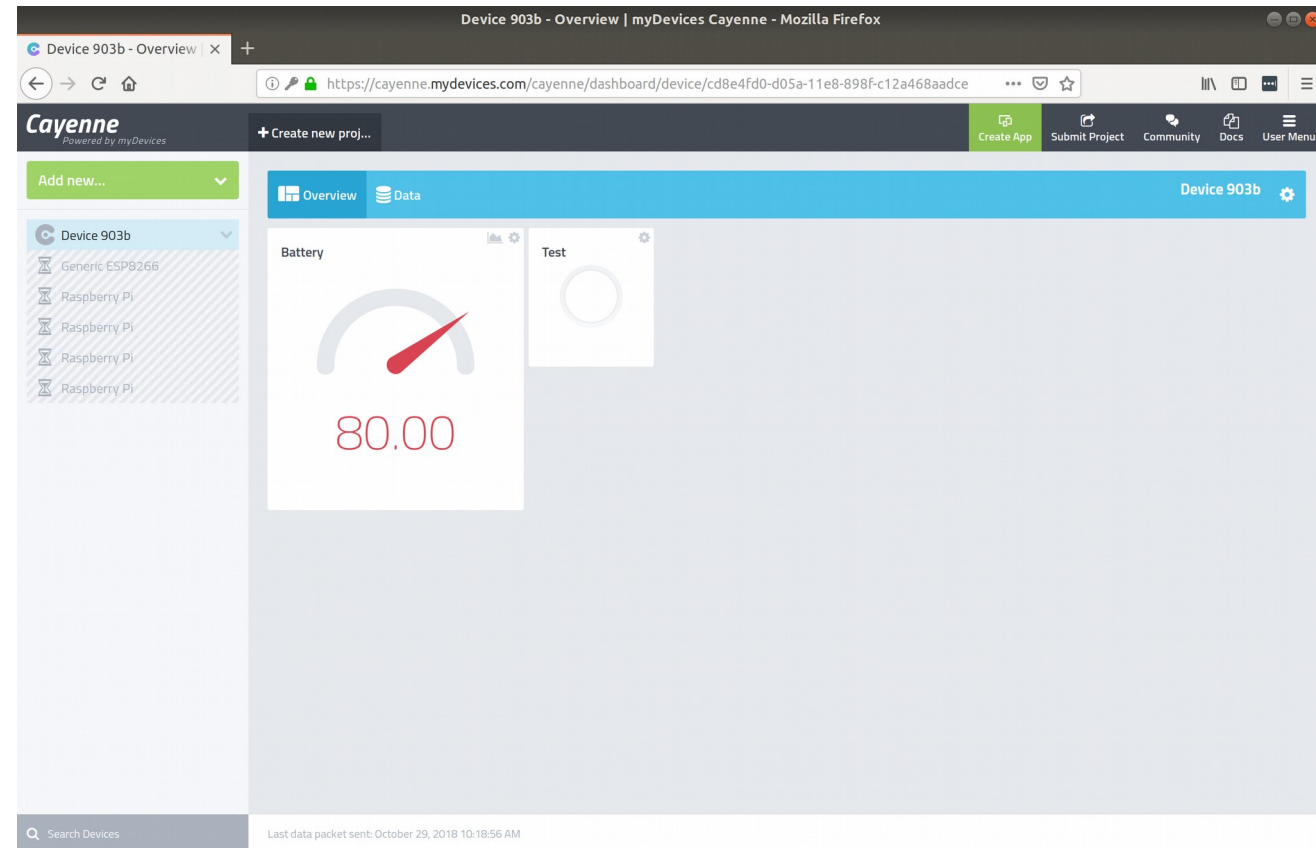 Device 903b - Overview | myDevices Cayenne - Mozilla Firefox
Device 903b - Overview |
https://cayenne.mydevices.com/cayenne/dashboard/device/cd8e4fd0-d05a-11e8-898f-c12a468aadce
Cayenne
Powered by myDevices
+ Create new proj...
Create App
Submit Project
Community
Docs
User Menu
Add new...
Device 903b
Generic ESP8266
Raspberry Pi
Raspberry Pi
Raspberry Pi
Raspberry Pi
Overview
Data
Device 903b
Battery
80.00
Test
Search Devices
Last data packet sent: October 29, 2018 10:18:56 AM